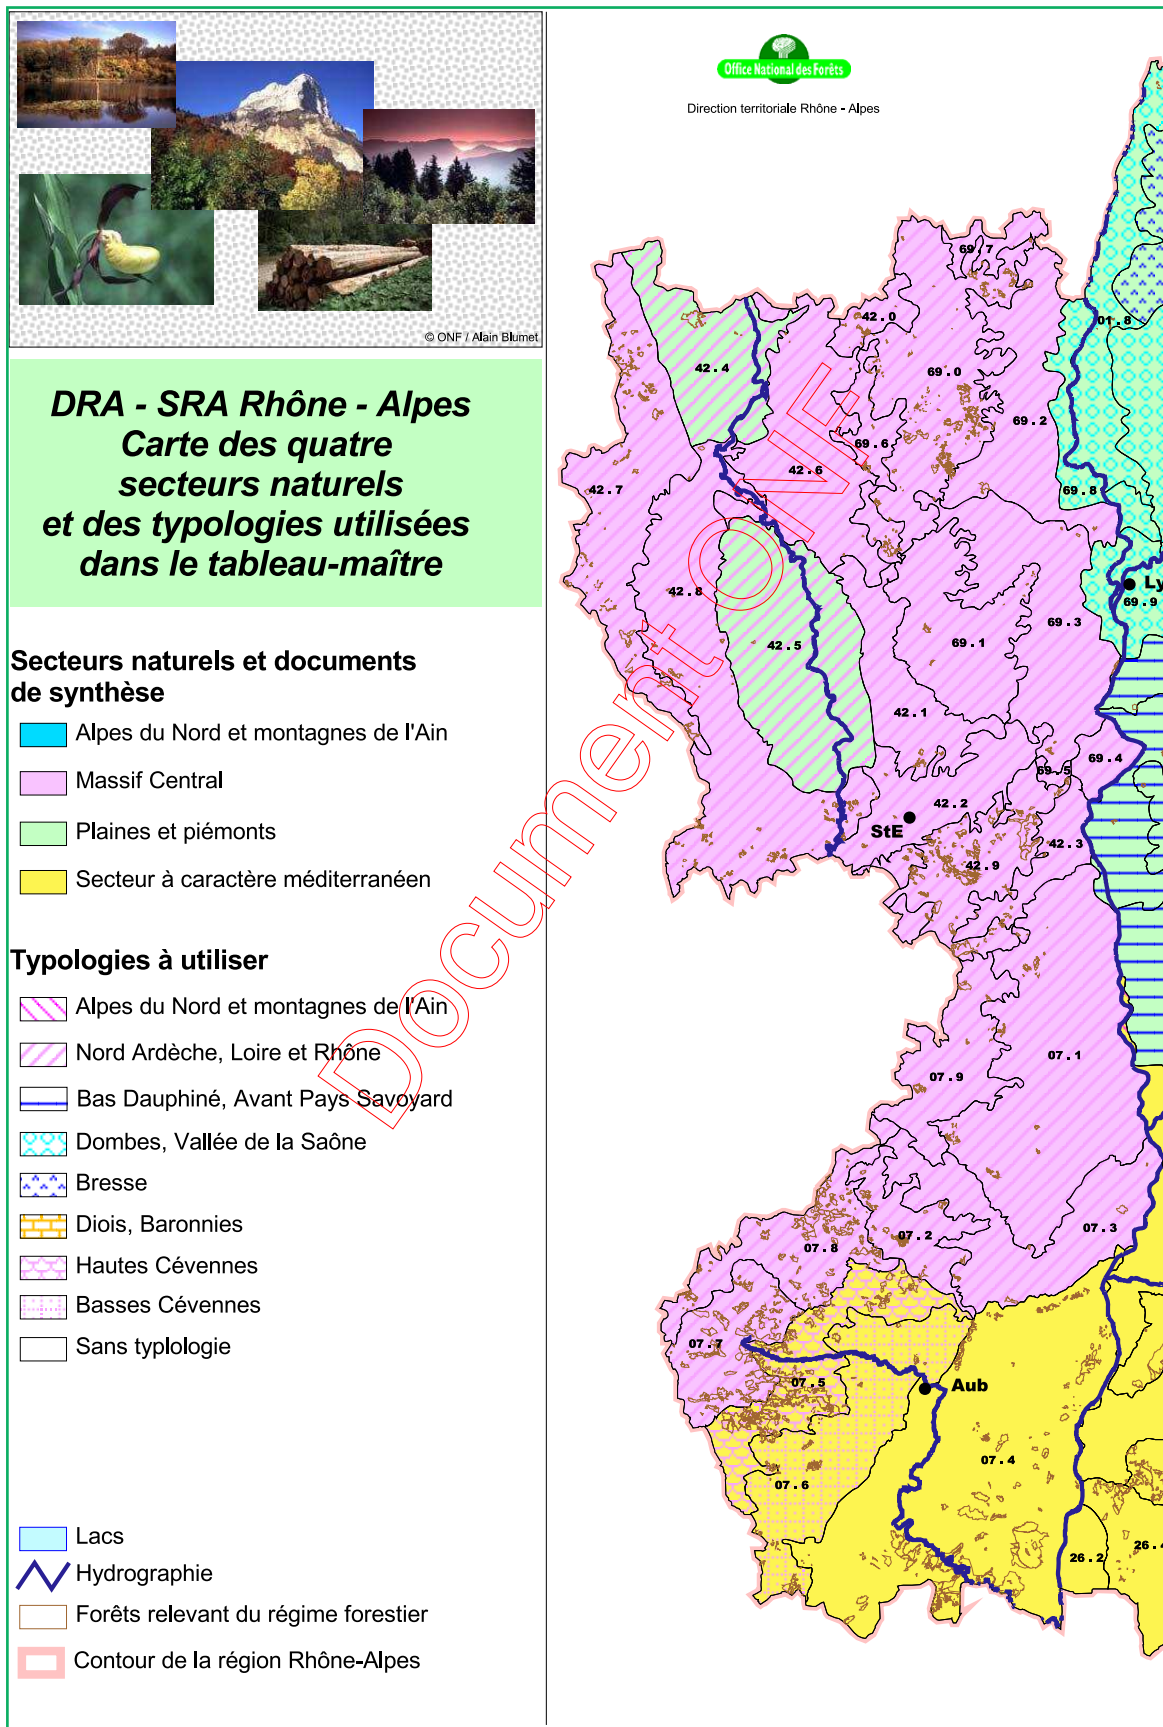 © ONF / Alain Blumet
DRA - SRA Rhône - Alpes
Carte des quatre
secteurs naturels
et des typologies utilisées
dans le tableau-maître
Secteurs naturels et documents
de synthèse
Alpes du Nord et montagnes de l'Ain
Massif Central
Plaines et piémonts
Secteur à caractère méditerranéen
Typologies à utiliser
Alpes du Nord et montagnes de l'Ain
Nord Ardèche, Loire et Rhône
Bas Dauphiné, Avant Pays Savoyard
Dombes, Vallée de la Saône
Bresse
Diois, Baronnies
Hautes Cévennes
Basses Cévennes
Sans typlologie
Lacs
Hydrographie
Forêts relevant du régime forestier
Contour de la région Rhône-Alpes
Office National des Forêts
Direction territoriale Rhône - Alpes
Document ONF
69.7
42.0
01.8
42.4
69.0
69.2
69.6
42.6
42.7
69.8
Ly
42.8
69.9
69.3
42.5
69.1
42.1
69.4
69.5
42.2
StE
42.3
42.9
07.1
07.9
07.3
07.2
07.8
07.7
07.5
Aub
07.4
07.6
26.2
26.4